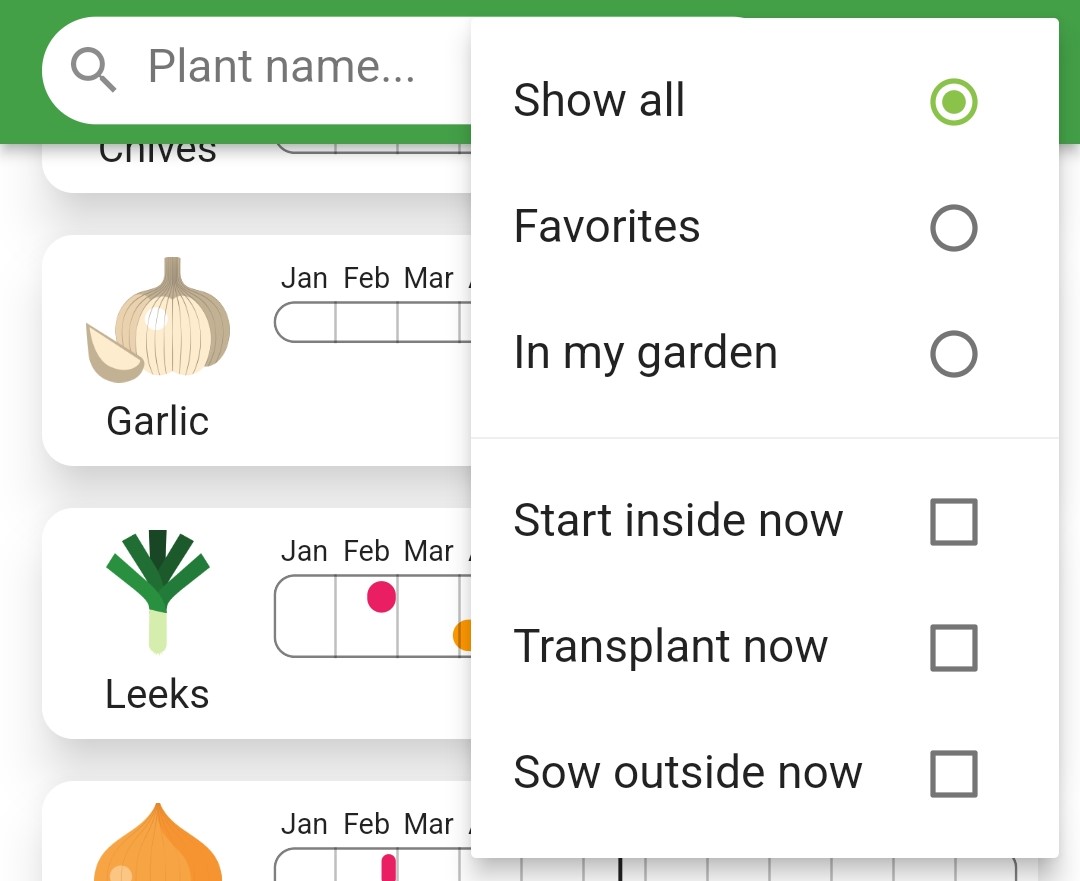 Plant name...
Show all
Favorites
In my garden
Start inside now
Transplant now
Sow outside now
Chives
Jan Feb Mar
Garlic
Jan Feb Mar
Leeks
Jan Feb Mar